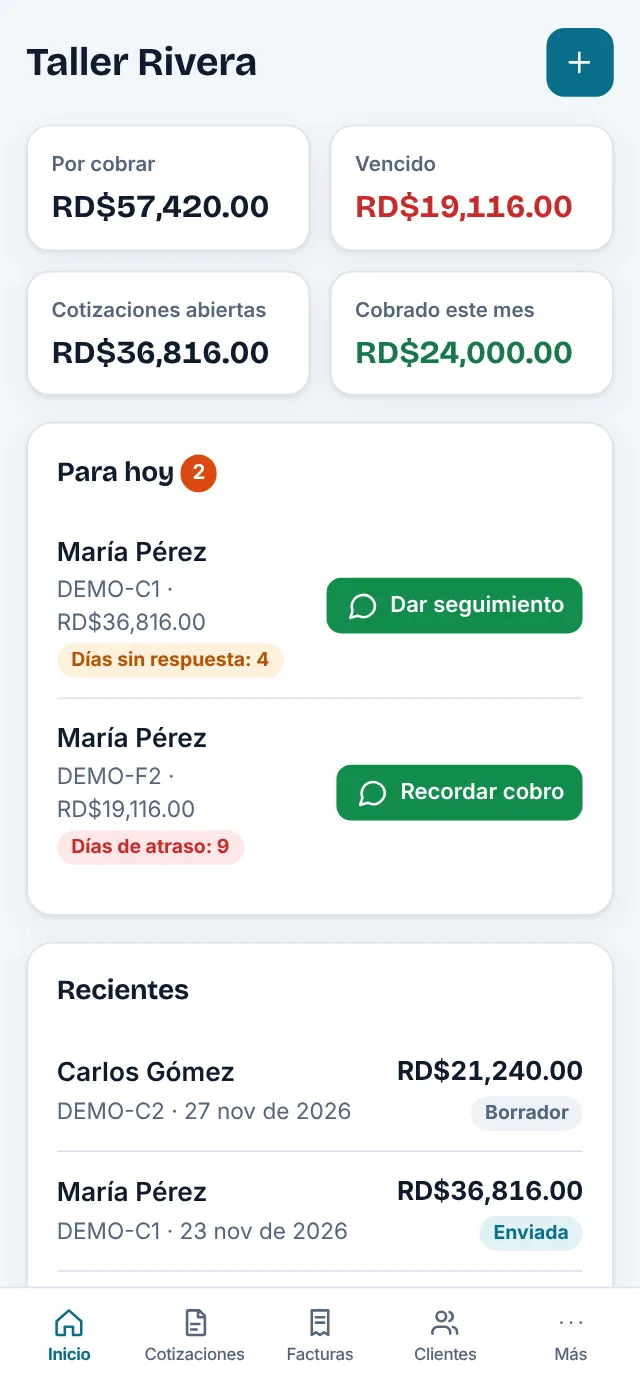 Taller Rivera
Por cobrar
RD$57,420.00
Vencido
RD$19,116.00
Cotizaciones abiertas
RD$36,816.00
Cobrado este mes
RD$24,000.00
Para hoy 2
María Pérez
DEMO-C1 ·
RD$36,816.00
Días sin respuesta: 4
Dar seguimiento
María Pérez
DEMO-F2 ·
RD$19,116.00
Días de atraso: 9
Recordar cobro
Recientes
Carlos Gómez
RD$21,240.00
DEMO-C2 · 27 nov de 2026
Borrador
María Pérez
RD$36,816.00
DEMO-C1 · 23 nov de 2026
Enviada
Inicio
Cotizaciones
Facturas
Clientes
Más